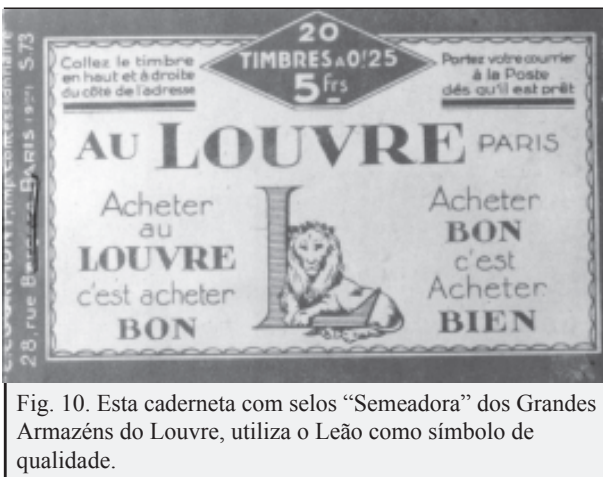 20
TIMBRES A 0F25
5 frs
Collez le timbre
en haut et à droite
du côté de l'adresse
Portez votre courrier
à la Poste
dés qu'il est prêt
AU LOUVRE PARIS
Acheter
au
LOUVRE
c'est acheter
BON
L
Acheter
BON
c'est
Acheter
BIEN
28, rue PARIS S.73
Fig. 10. Esta caderneta com selos “Semeadora” dos Grandes
Armazéns do Louvre, utiliza o Leão como símbolo de
qualidade.